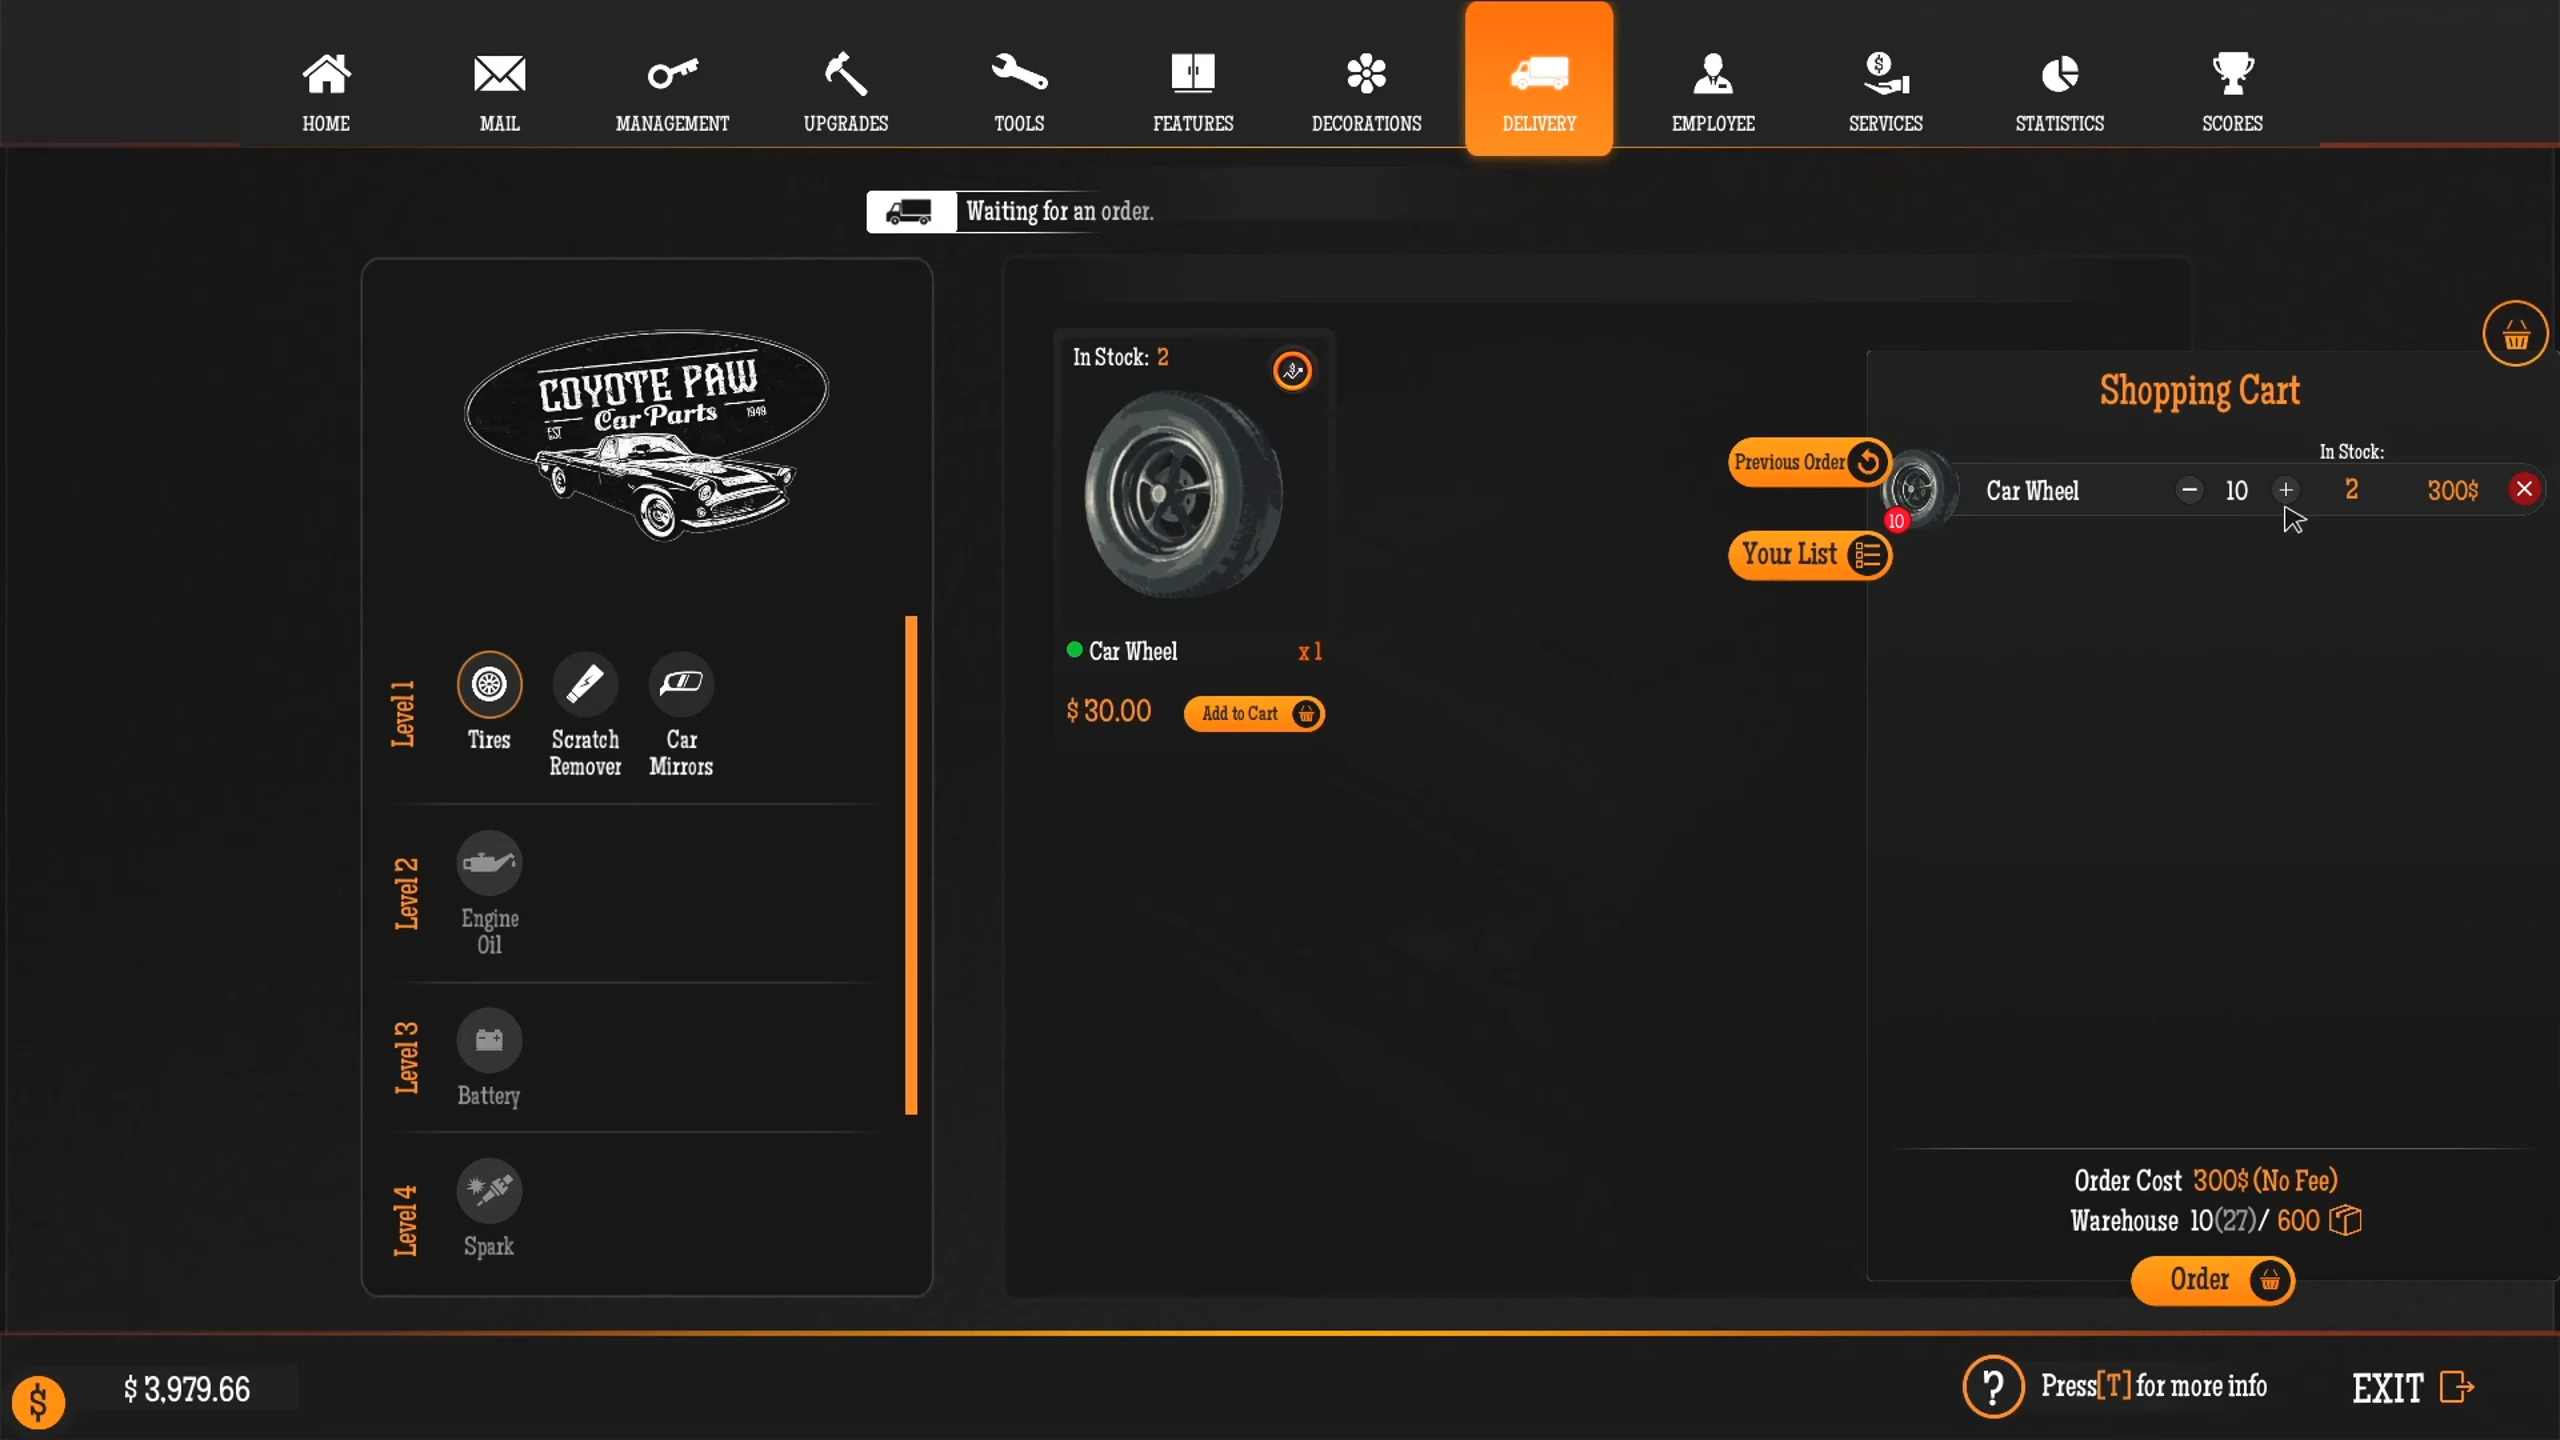 HOME
MAIL
MANAGEMENT
UPGRADES
TOOLS
FEATURES
DECORATIONS
DELIVERY
EMPLOYEE
SERVICES
STATISTICS
SCORES
Waiting for an order.
COYOTE PAW
EST Car Parts 1949
Level 1
Tires
Scratch
Remover
Car
Mirrors
Level 2
Engine
Oil
Level 3
Battery
Level 4
Spark
In Stock: 2
Car Wheel x 1
$ 30.00 Add to Cart
Previous Order
Your List
Shopping Cart
In Stock:
Car Wheel − 10 + 2 300$
10
Order Cost 300$ (No Fee)
Warehouse 10(27)/ 600
Order
$ 3,979.66
Press[T] for more info
EXIT